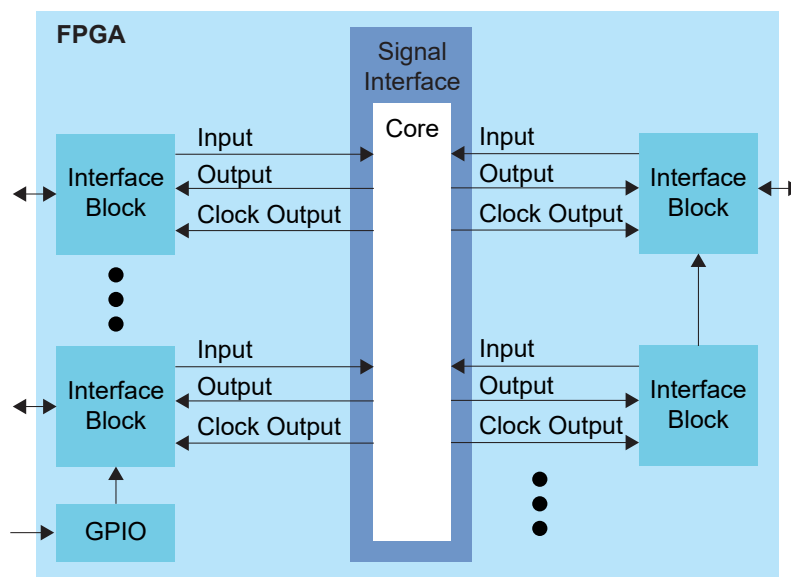 FPGA
Signal
Interface
Core
Input
Output
Clock Output
Interface
Block
Input
Output
Clock Output
Interface
Block
Input
Output
Clock Output
Interface
Block
Input
Output
Clock Output
Interface
Block
GPIO